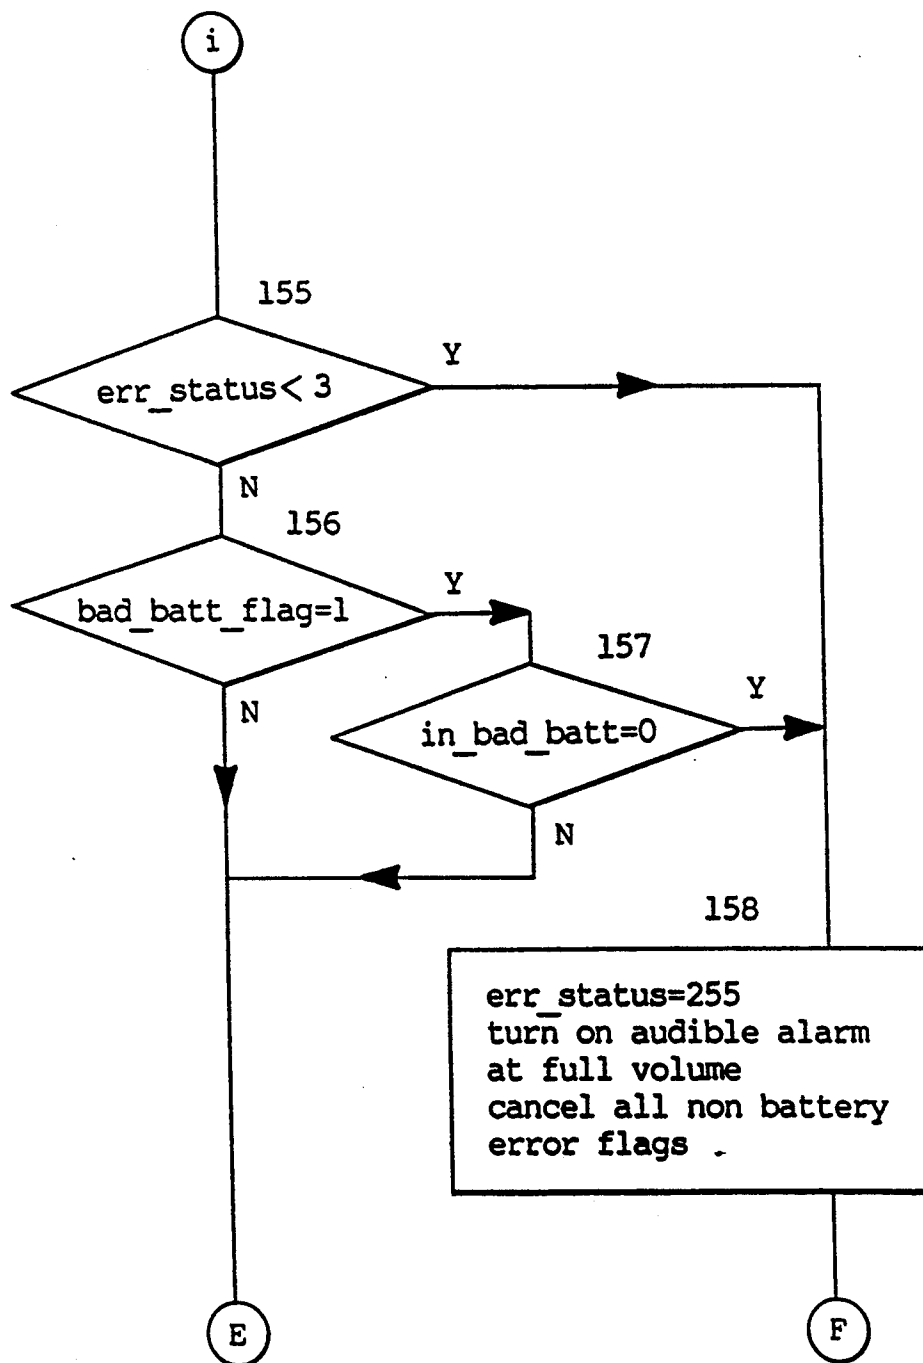 i
155
Y
err_status< 3
N
156
Y
bad_batt_flag=1
157
N
Y
in_bad_batt=0
N
158
err_status=255
turn on audible alarm
at full volume
cancel all non battery
error flags .
E
F